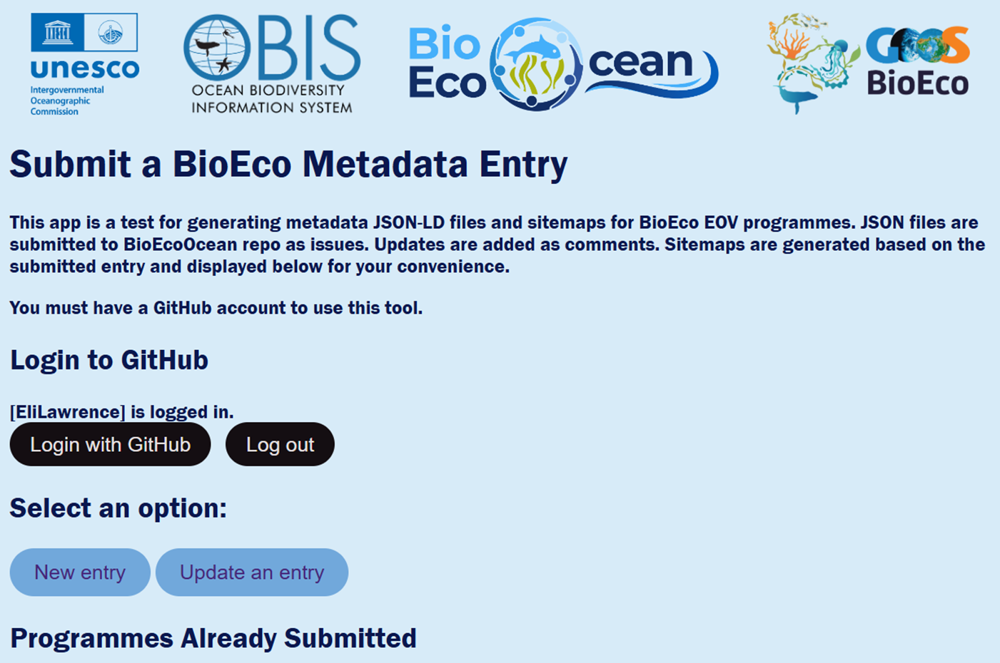 unesco
Intergovernmental
Oceanographic
Commission
OBIS
OCEAN BIODIVERSITY
INFORMATION SYSTEM
Bio
Eco
cean
GOOS
BioEco
Submit a BioEco Metadata Entry
This app is a test for generating metadata JSON-LD files and sitemaps for BioEco EOV programmes. JSON files are
submitted to BioEcoOcean repo as issues. Updates are added as comments. Sitemaps are generated based on the
submitted entry and displayed below for your convenience.
You must have a GitHub account to use this tool.
Login to GitHub
[EliLawrence] is logged in.
Login with GitHub
Log out
Select an option:
New entry
Update an entry
Programmes Already Submitted